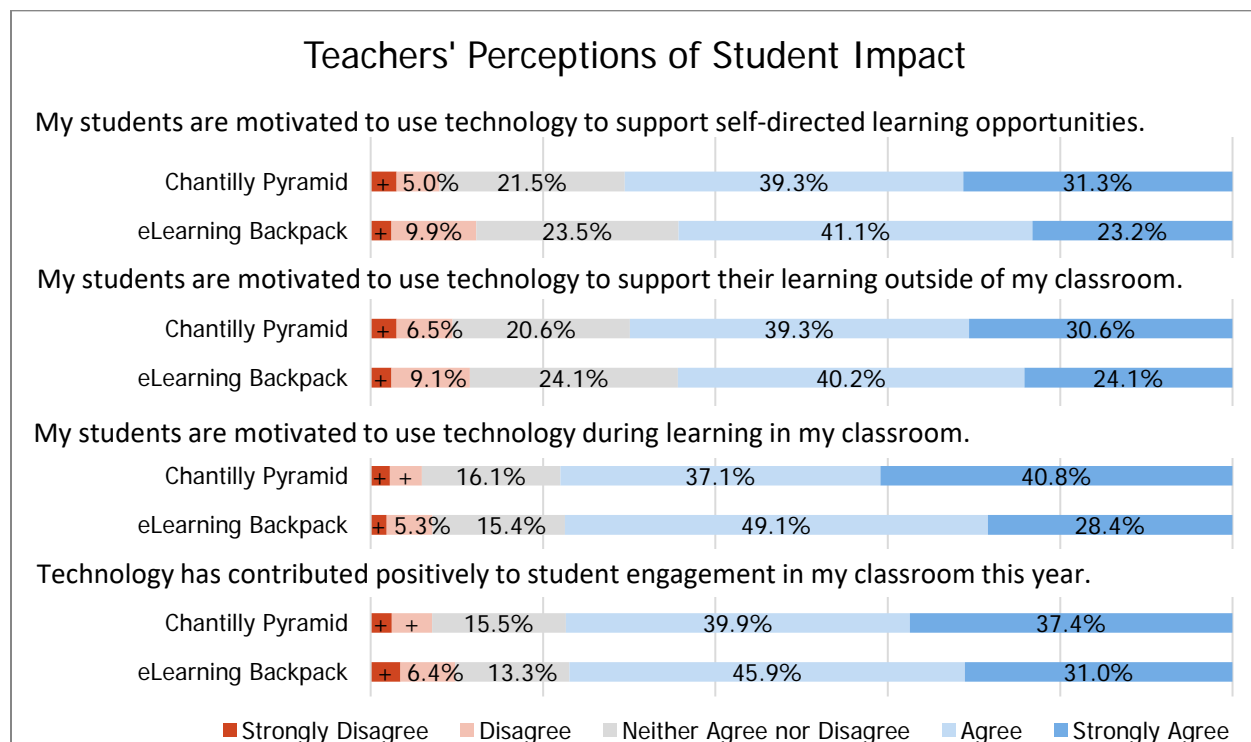 Teachers' Perceptions of Student Impact
My students are motivated to use technology to support self-directed learning opportunities.
Chantilly Pyramid + 5.0% 21.5% 39.3% 31.3%
eLearning Backpack + 9.9% 23.5% 41.1% 23.2%
My students are motivated to use technology to support their learning outside of my classroom.
Chantilly Pyramid + 6.5% 20.6% 39.3% 30.6%
eLearning Backpack + 9.1% 24.1% 40.2% 24.1%
My students are motivated to use technology during learning in my classroom.
Chantilly Pyramid + + 16.1% 37.1% 40.8%
eLearning Backpack + 5.3% 15.4% 49.1% 28.4%
Technology has contributed positively to student engagement in my classroom this year.
Chantilly Pyramid + + 15.5% 39.9% 37.4%
eLearning Backpack + 6.4% 13.3% 45.9% 31.0%
Strongly Disagree Disagree Neither Agree nor Disagree Agree Strongly Agree